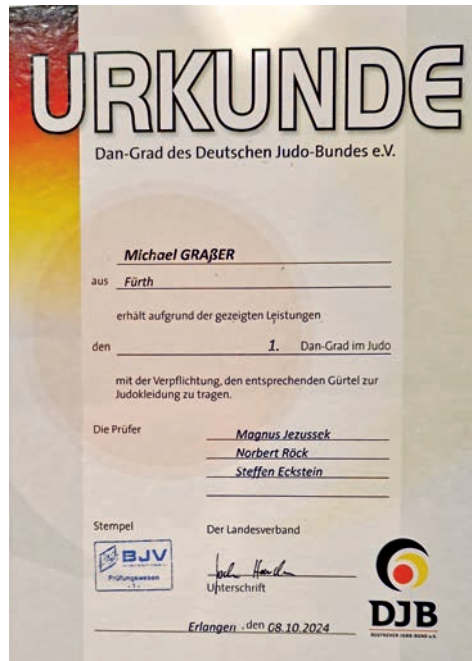 URKUNDE
Dan-Grad des Deutschen Judo-Bundes e.V.
Michael GRAßER
aus Fürth
erhält aufgrund der gezeigten Leistungen
den 1. Dan-Grad im Judo
mit der Verpflichtung, den entsprechenden Gürtel zur
Judokleidung zu tragen.
Die Prüfer Magnus Jezussek
Norbert Röck
Steffen Eckstein
Stempel Der Landesverband
BJV
Prüfungswesen
- 1 -
Unterschrift
DJB
DEUTSCHER JUDO-BUND e.V.
Erlangen , den 08.10.2024